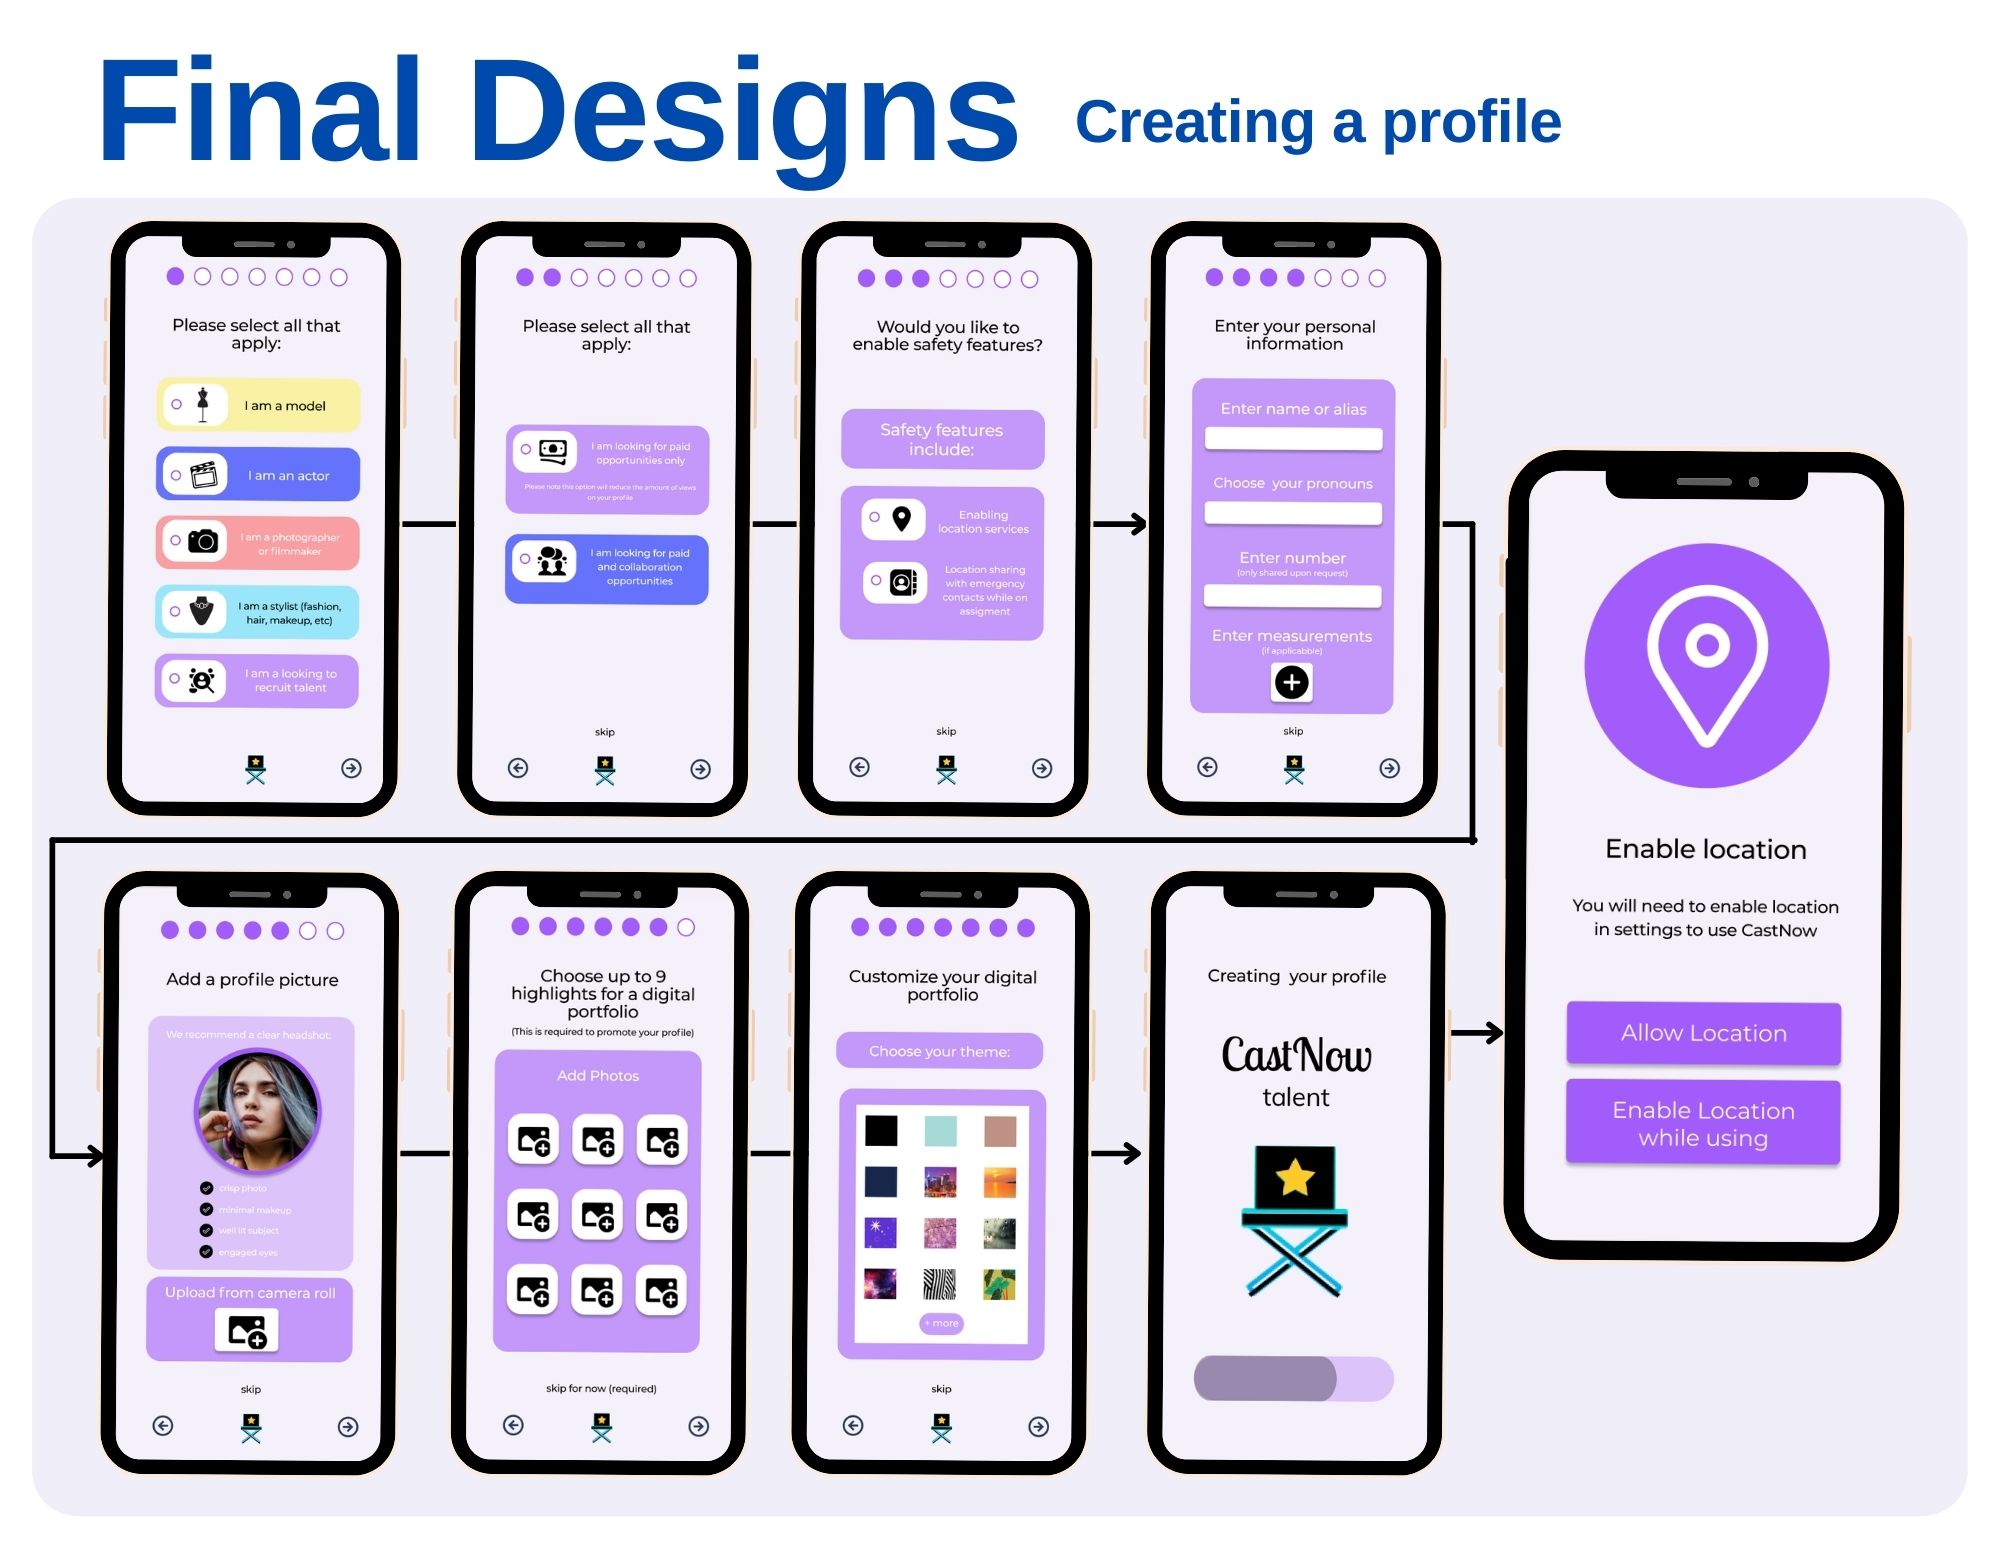 Final Designs
Creating a profile
Please select all that
apply:
I am a model
I am an actor
I am a photographer
or filmmaker
I am a stylist (fashion,
hair, makeup, etc)
I am a looking to
recruit talent
Please select all that
apply:
I am looking for paid
opportunities only
Please note this option will reduce the amount of views
on your profile
I am looking for paid
and collaboration
opportunities
skip
Would you like to
enable safety features?
Safety features
include:
Enabling
location services
Location sharing
with emergency
contacts while on
assigment
skip
Enter your personal
information
Enter name or alias
Choose your pronouns
Enter number
(only shared upon request)
Enter measurements
(if applicabble)
skip
Add a profile picture
We recommend a clear headshot:
crisp photo
minimal makeup
well lit subject
engaged eyes
Upload from camera roll
skip
Choose up to 9
highlights for a digital
portfolio
(This is required to promote your profile)
Add Photos
skip for now (required)
Customize your digital
portfolio
Choose your theme:
+ more
skip
Creating your profile
CastNow
talent
Enable location
You will need to enable location
in settings to use CastNow
Allow Location
Enable Location
while using